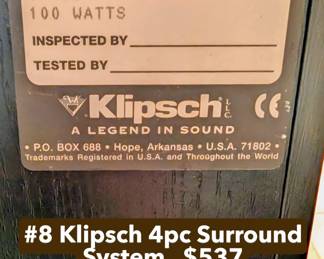 100 WATTS
INSPECTED BY
TESTED BY
Klipsch L.L.C. CE
A LEGEND IN SOUND
• P.O. BOX 688 • Hope, Arkansas • U.S.A. 71802 •
Trademarks Registered in U.S.A. and Throughout the World
#8 Klipsch 4pc Surround
System $537